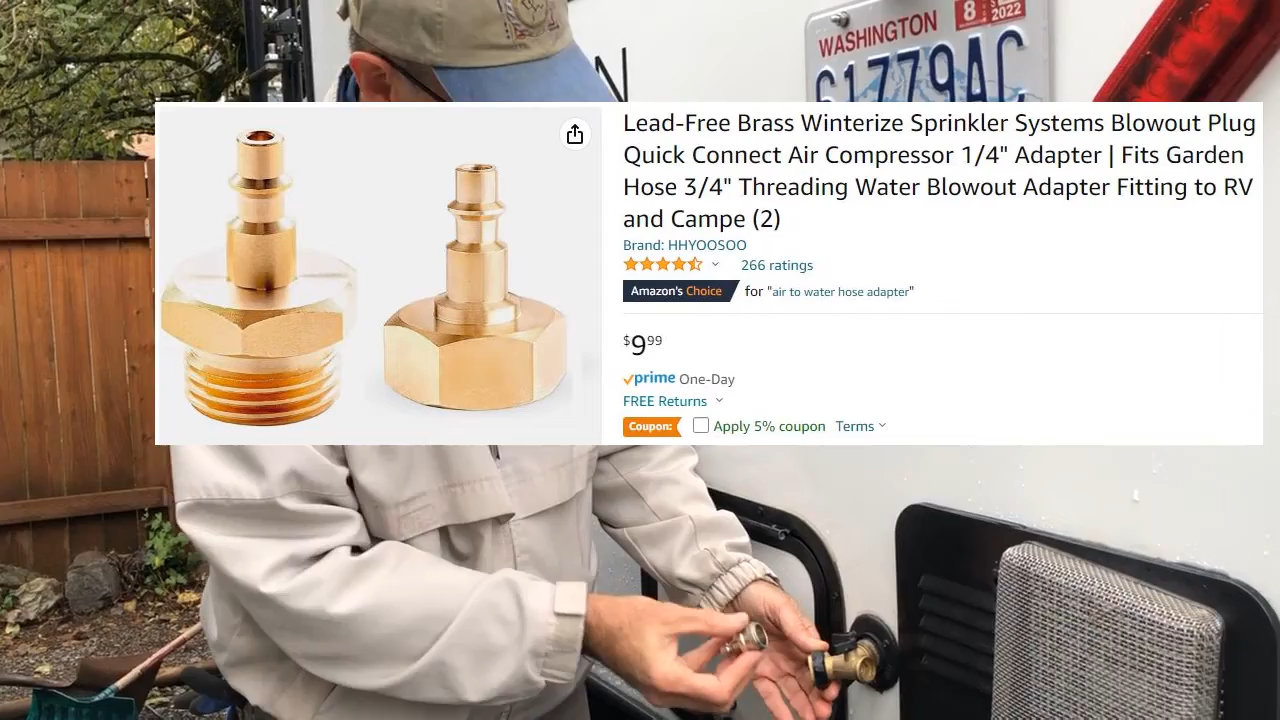 WASHINGTON
8
2022
Lead-Free Brass Winterize Sprinkler Systems Blowout Plug
Quick Connect Air Compressor 1/4" Adapter | Fits Garden
Hose 3/4" Threading Water Blowout Adapter Fitting to RV
and Campe (2)
Brand: HHYOOSOO
266 ratings
Amazon's Choice for "air to water hose adapter"
$999
prime One-Day
FREE Returns
Coupon: Apply 5% coupon Terms